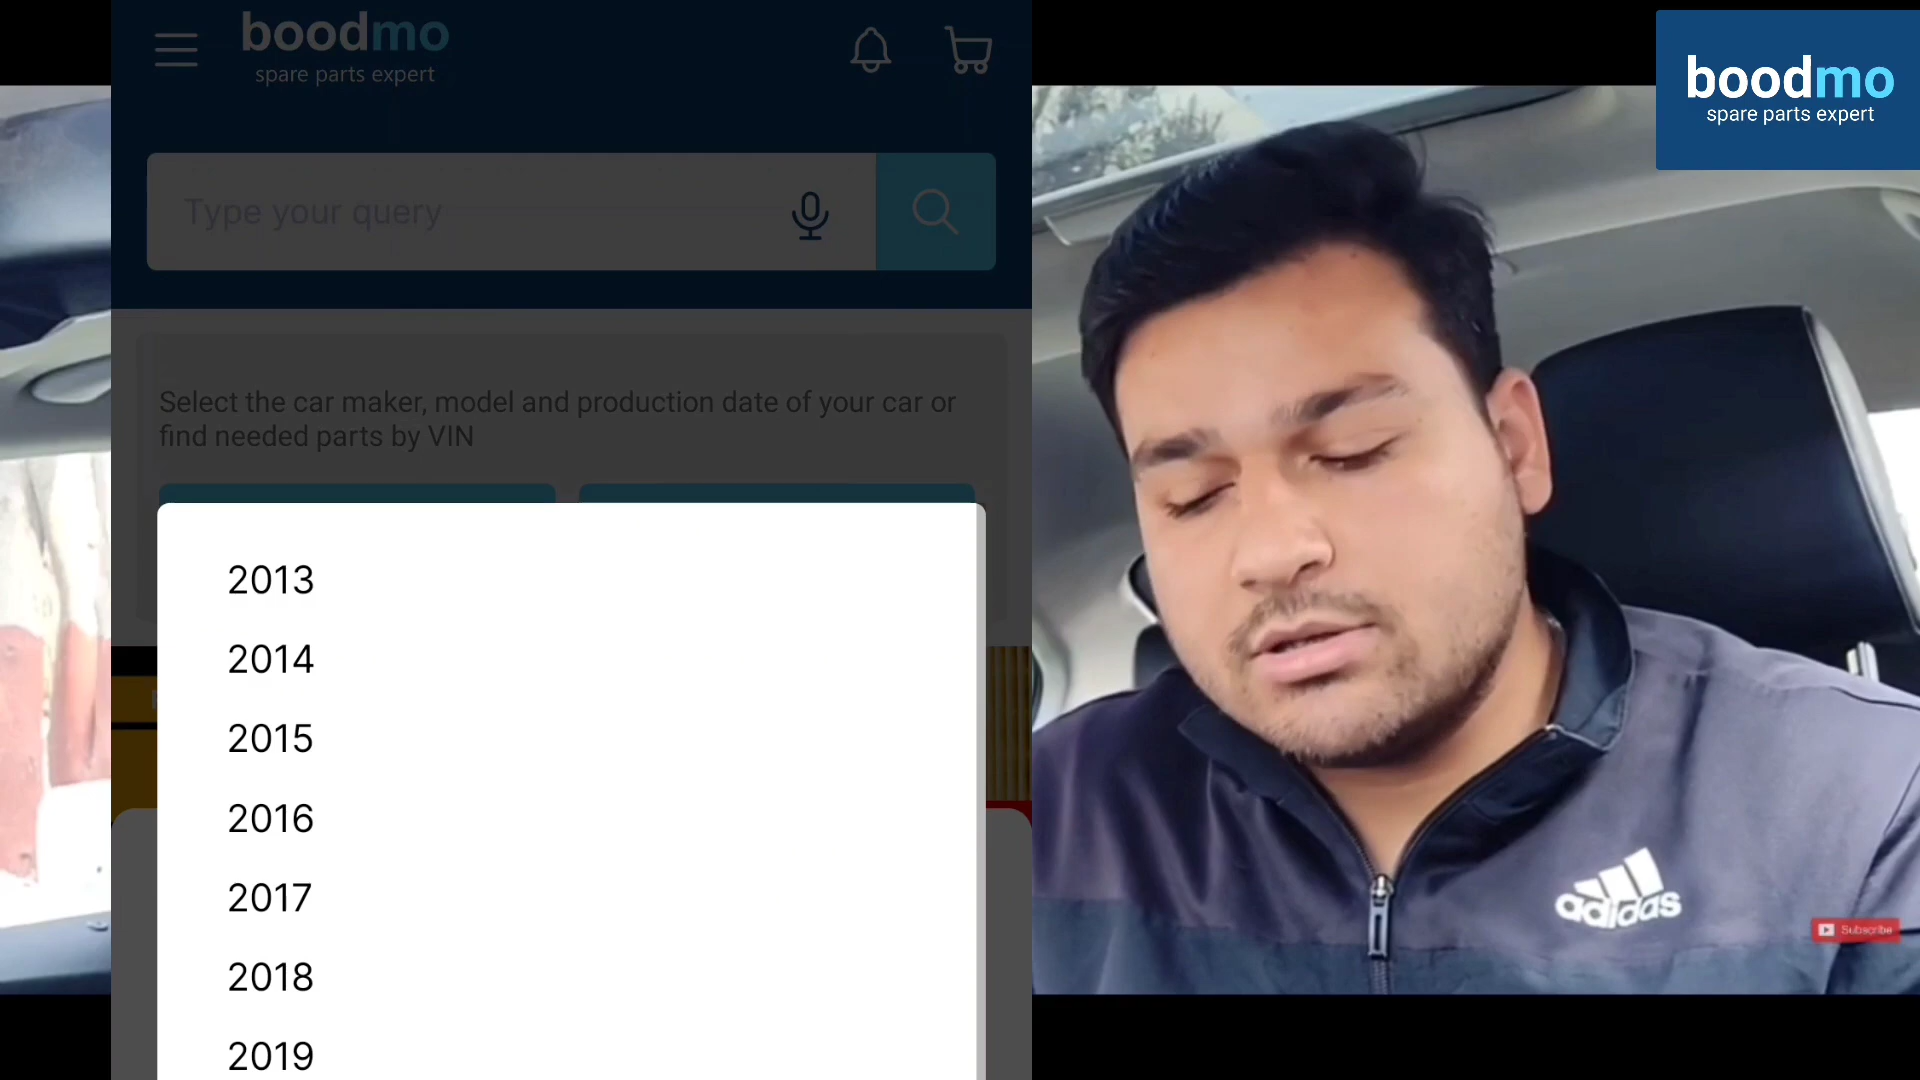 boodmo
spare parts expert
Type your query
Select the car maker, model and production date of your car or
find needed parts by VIN
2013
2014
2015
2016
2017
2018
2019
boodmo
spare parts expert
adidas
Subscribe